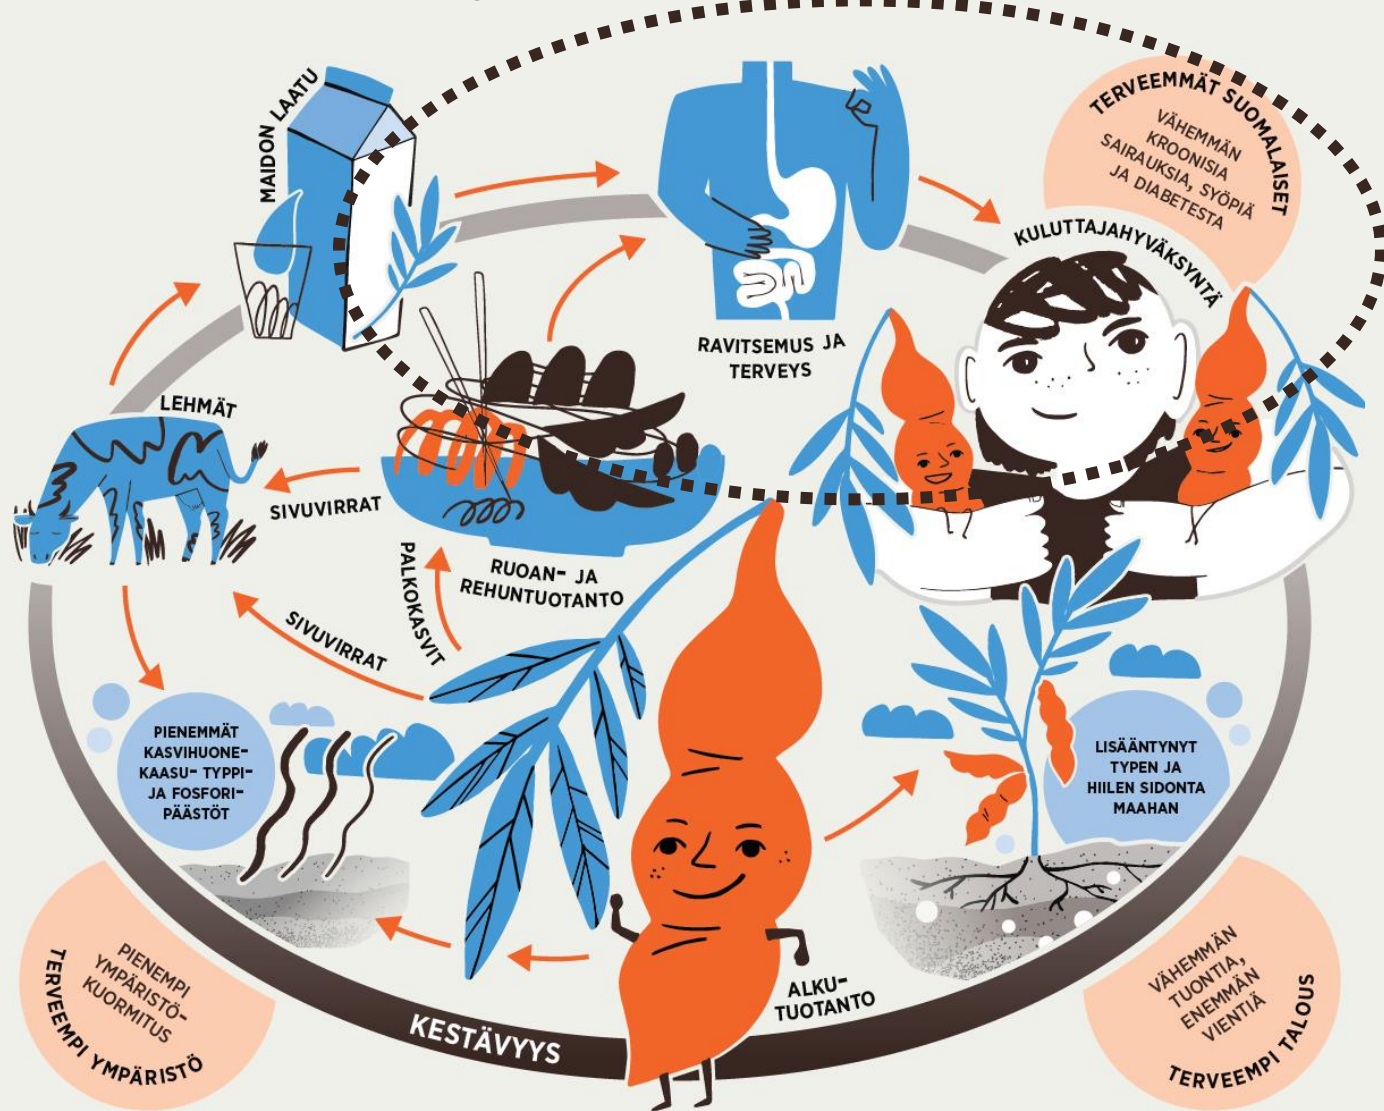 MAIDON LAATU
TERVEEMMÄT SUOMALAISET
VÄHEMMÄN
KROONISIA
SAIRAUKSIA, SYÖPIÄ
JA DIABETESTA
KULUTTAJAHYVÄKSYNTÄ
RAVITSEMUS JA
TERVEYS
LEHMÄT
SIVUVIRRAT
RUOAN- JA
REHUNTUOTANTO
PALKOKASVIT
SIVUVIRRAT
PIENEMMÄT
KASVIHUONE-
KAASU- TYPPI-
JA FOSFORI-
PÄÄSTÖT
LISÄÄNTYNYT
TYPEN JA
HIILEN SIDONTA
MAAHAN
PIENEMPI
YMPÄRISTÖ-
KUORMITUS
TERVEEMPI YMPÄRISTÖ
KESTÄVYYS
ALKU-
TUOTANTO
VÄHEMMÄN
TUONTIA,
ENEMMÄN
VIENTIÄ
TERVEEMPI TALOUS